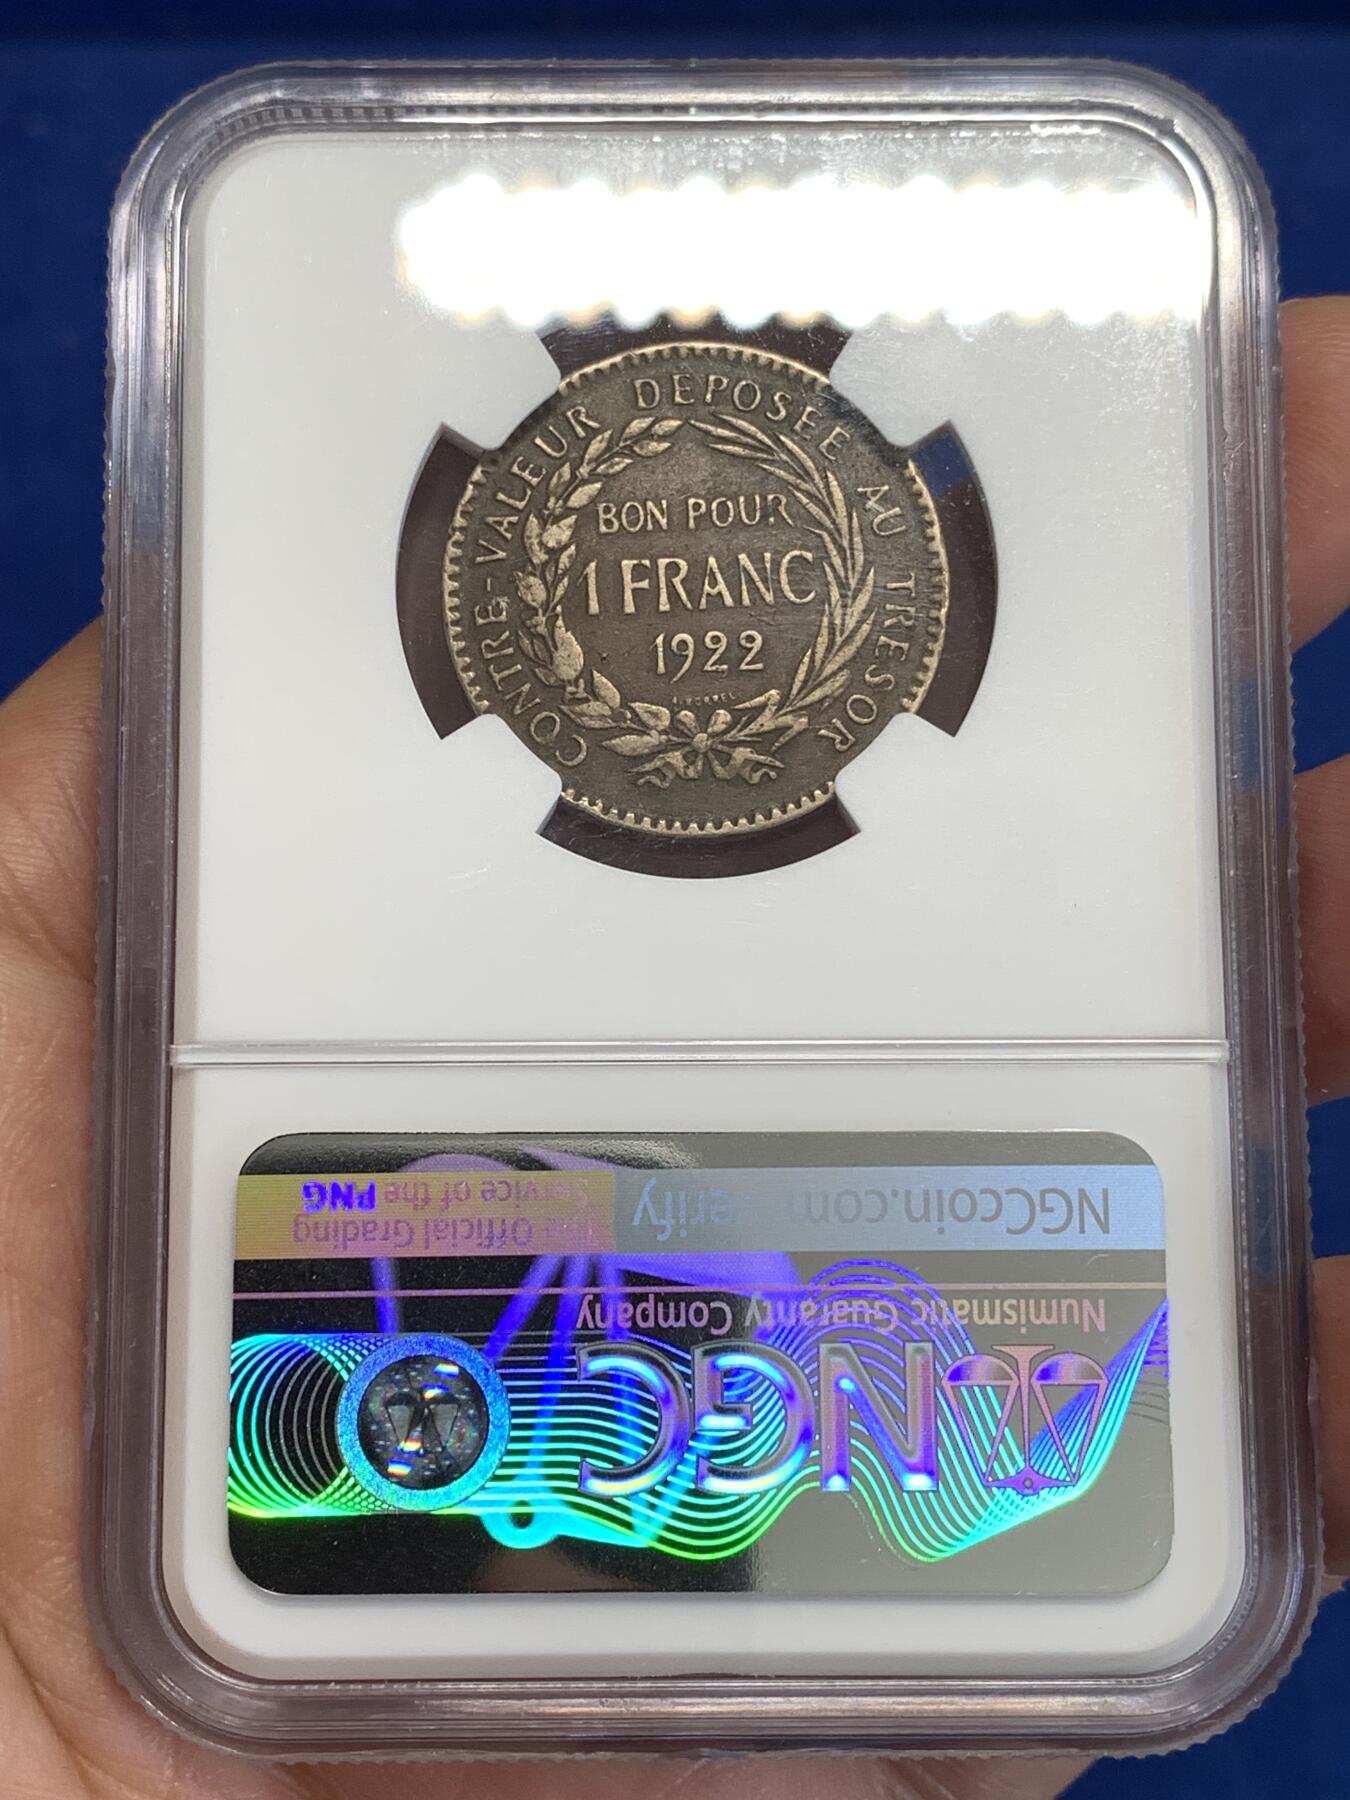 CONTRE-VALEUR DEPOSEE AU TRESOR
BON POUR
1 FRANC
1922
NGC
Numismatic Guaranty Company
NGCcoin.com
The Official Grading
Service of the PNG